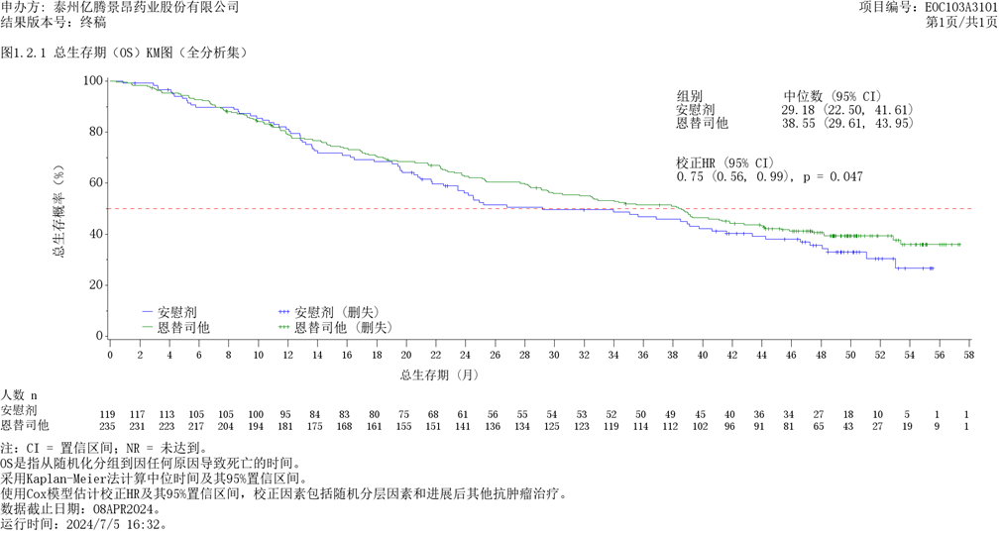 申办方: 泰州亿腾景昂药业股份有限公司
项目编号: EOC103A3101
结果版本号: 终稿
第1页/共1页
图1.2.1 总生存期(OS)KM图(全分析集)
组别 中位数 (95% CI)
安慰剂 29.18 (22.50, 41.61)
恩替司他 38.55 (29.61, 43.95)
校正HR (95% CI)
0.75 (0.56, 0.99), p = 0.047
总生存概率 (%)
100
80
60
40
20
0
安慰剂 安慰剂 (删失)
恩替司他 恩替司他 (删失)
0 2 4 6 8 10 12 14 16 18 20 22 24 26 28 30 32 34 36 38 40 42 44 46 48 50 52 54 56 58
总生存期 (月)
人数 n
安慰剂 119 117 113 105 105 100 95 84 83 80 75 68 61 56 55 54 53 52 50 49 45 40 36 34 27 18 10 5 1 1
恩替司他 235 231 223 217 204 194 181 175 168 161 155 151 141 136 134 125 123 119 114 112 102 96 91 81 65 43 27 19 9 1
注: CI = 置信区间; NR = 未达到。
OS是指从随机化分组到因任何原因导致死亡的时间。
采用Kaplan-Meier法计算中位时间及其95%置信区间。
使用Cox模型估计校正HR及其95%置信区间, 校正因素包括随机分层因素和进展后其他抗肿瘤治疗。
数据截止日期: 08APR2024。
运行时间: 2024/7/5 16:32。